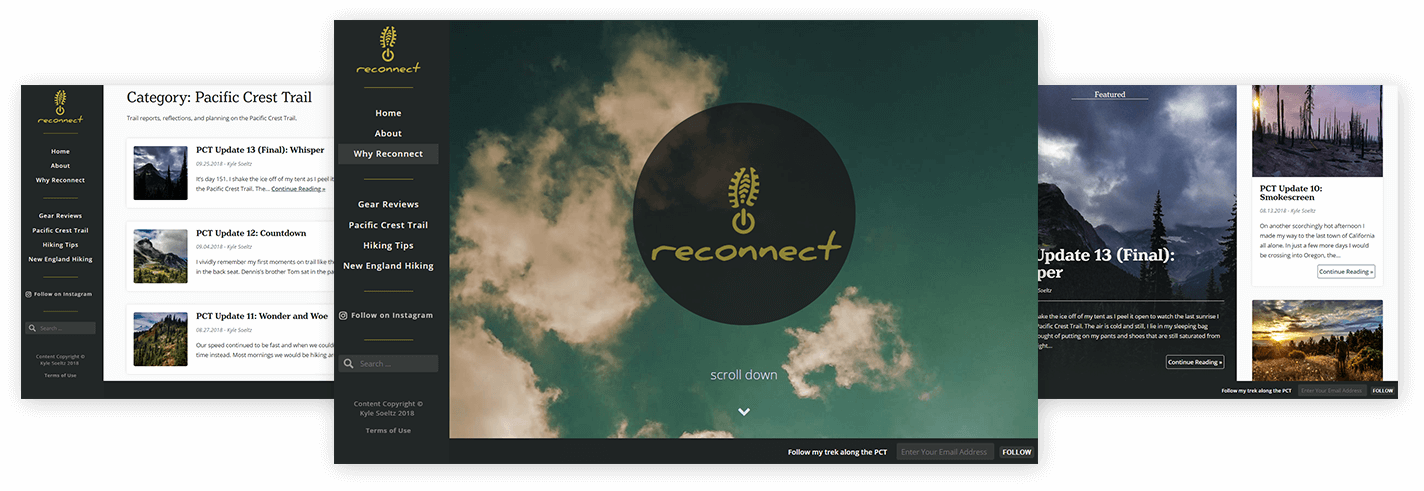 reconnect
Home
About
Why Reconnect
Gear Reviews
Pacific Crest Trail
Hiking Tips
New England Hiking
Follow on Instagram
Search ...
Content Copyright ©
Kyle Soeltz 2018
Terms of Use
Category: Pacific Crest Trail
Trail reports, reflections, and planning on the Pacific Crest Trail.
PCT Update 13 (Final): Whisper
09.25.2018 - Kyle Soeltz
It's day 151, I shake the ice off of my tent as I peel it
the Pacific Crest Trail. The... Continue Reading »
PCT Update 12: Countdown
09.04.2018 - Kyle Soeltz
I vividly remember my first moments on trail like th
in the back seat. Dennis's brother Tom sat in the pa
PCT Update 11: Wonder and Woe
08.27.2018 - Kyle Soeltz
Our speed continued to be fast and when we could
time instead. Most mornings we would be hiking ar
reconnect
Home
About
Why Reconnect
Gear Reviews
Pacific Crest Trail
Hiking Tips
New England Hiking
Follow on Instagram
Search ...
Content Copyright ©
Kyle Soeltz 2018
Terms of Use
reconnect
scroll down
Follow my trek along the PCT
Enter Your Email Address
FOLLOW
Featured
Update 13 (Final):
per
Soeltz
ake the ice off of my tent as I peel it open to watch the last sunrise I
Pacific Crest Trail. The air is cold and still, I lie in my sleeping bag
ought of putting on my pants and shoes that are still saturated from
ght...
Continue Reading »
PCT Update 10:
Smokescreen
08.13.2018 - Kyle Soeltz
On another scorchingly hot afternoon I
made my way to the last town of California
all alone. In just a few more days I would
be crossing into Oregon, the...
Continue Reading »
Follow my trek along the PCT
Enter Your Email Address
FOLLOW